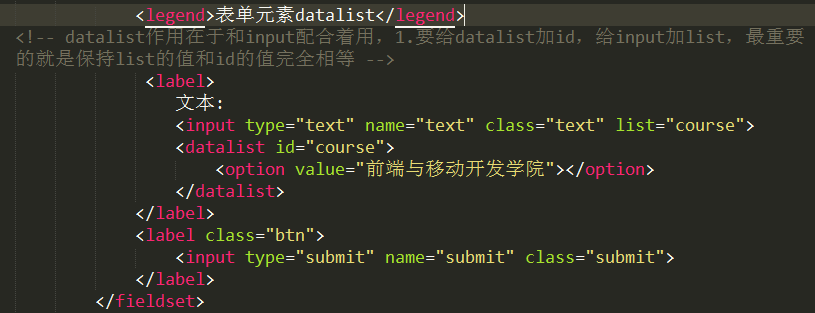 <legend>表单元素datalist</legend>
<!-- datalist作用在于和input配合着用，1.要给datalist加id，给input加list，最重要
的就是保持list的值和id的值完全相等 -->
<label>
文本:
<input type="text" name="text" class="text" list="course">
<datalist id="course">
<option value="前端与移动开发学院"></option>
</datalist>
</label>
<label class="btn">
<input type="submit" name="submit" class="submit">
</label>
</fieldset>